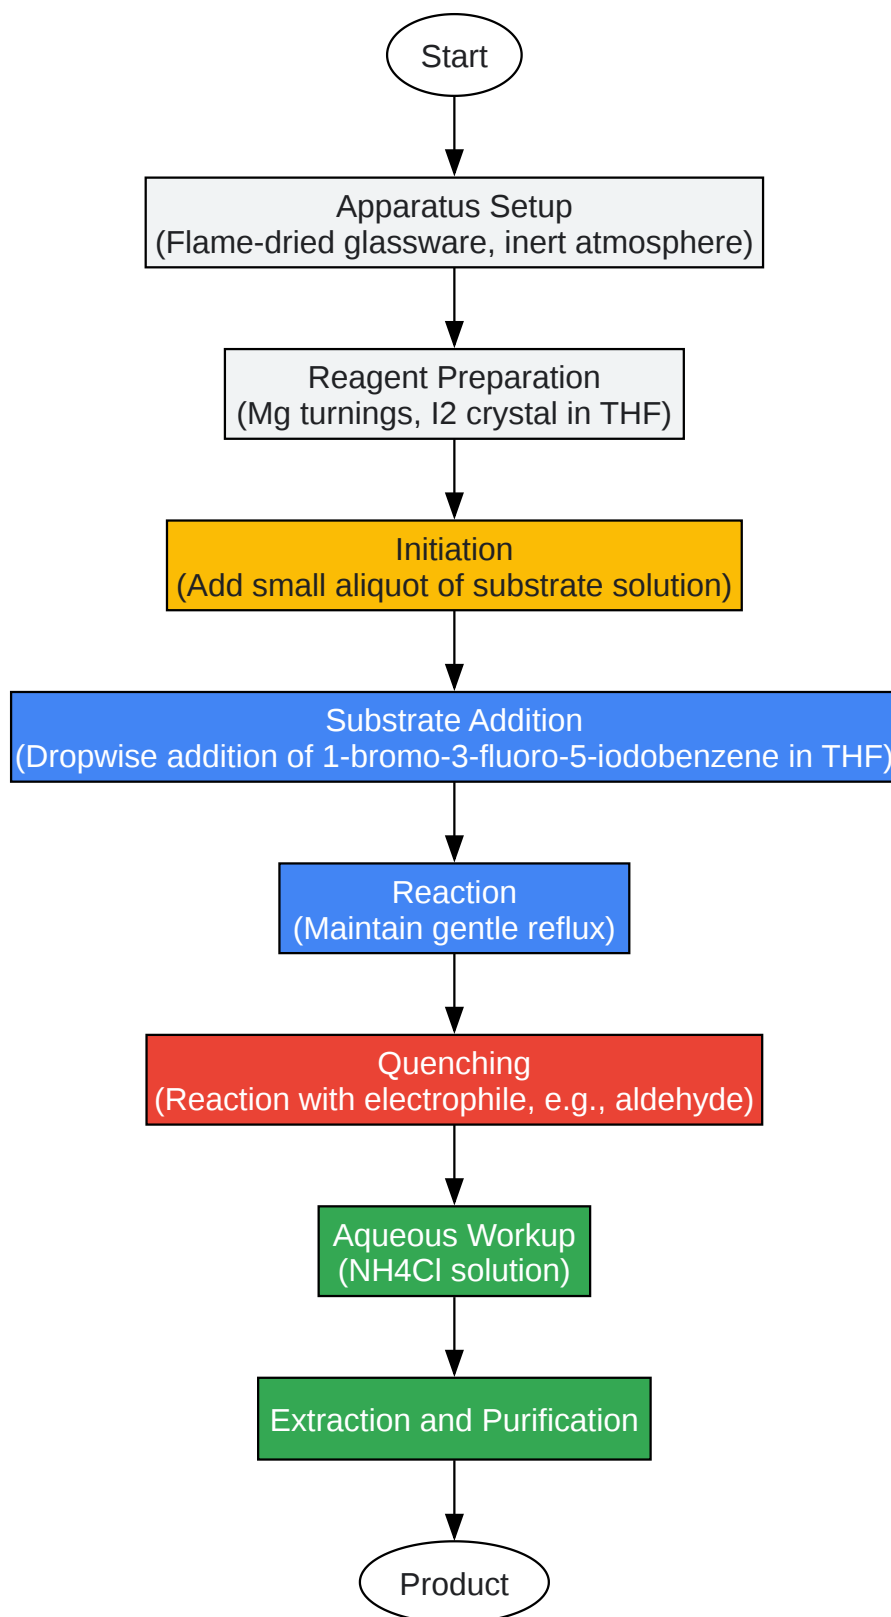 Start
Apparatus Setup
(Flame-dried glassware, inert atmosphere)
Reagent Preparation
(Mg turnings, I2 crystal in THF)
Initiation
(Add small aliquot of substrate solution)
Substrate Addition
(Dropwise addition of 1-bromo-3-fluoro-5-iodobenzene in THF)
Reaction
(Maintain gentle reflux)
Quenching
(Reaction with electrophile, e.g., aldehyde)
Aqueous Workup
(NH4Cl solution)
Extraction and Purification
Product